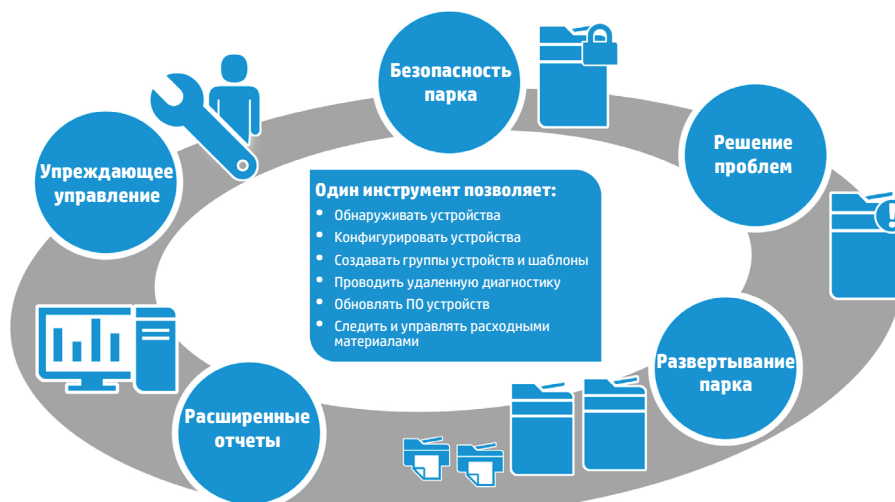 Безопасность
парка
Решение
проблем
Упреждающее
управление
Один инструмент позволяет:
• Обнаруживать устройства
• Конфигурировать устройства
• Создавать группы устройств и шаблоны
• Проводить удаленную диагностику
• Обновлять ПО устройств
• Следить и управлять расходными
материалами
Развертывание
парка
Расширенные
отчеты